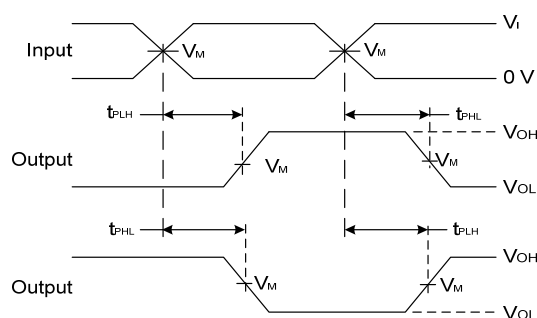 Input VM VM VI
0 V
tPLH tPHL
VOH
Output VM VM
VOL
tPHL tPLH
VOH
Output VM VM
VOL